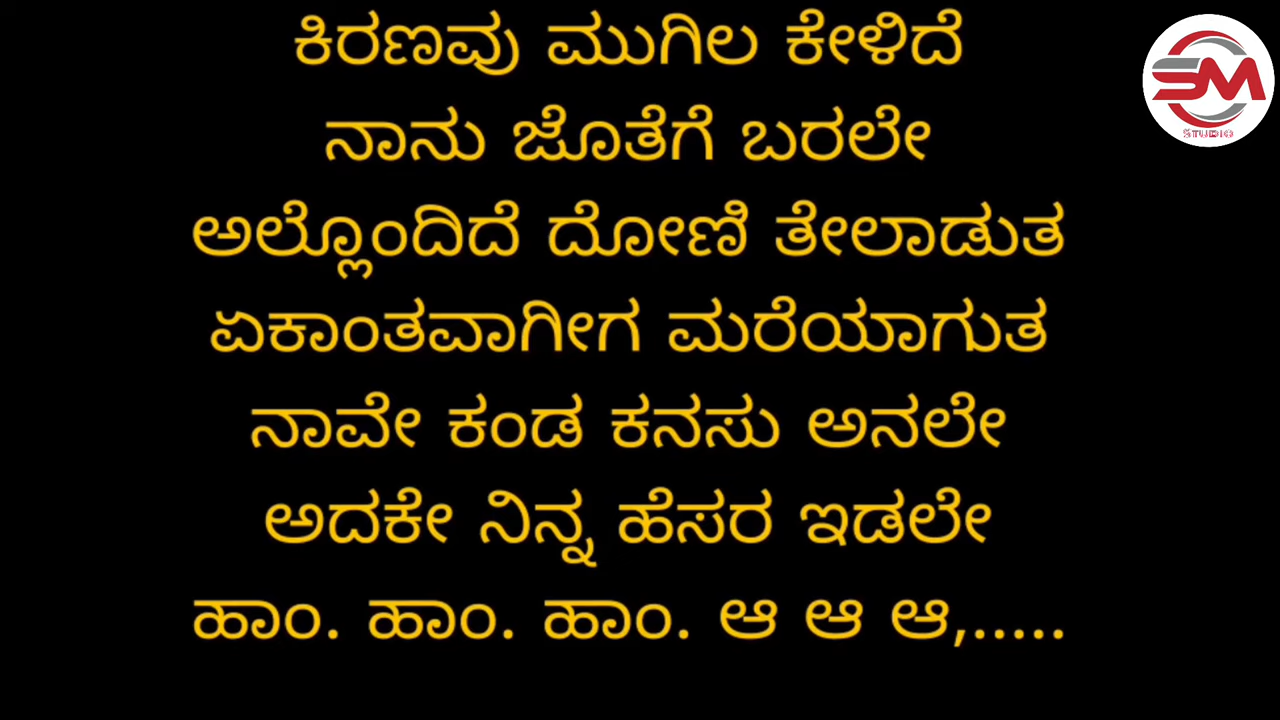 ಕಿರಣವು ಮುಗಿಲ ಕೇಳಿದೆ
ನಾನು ಜೊತೆಗೆ ಬರಲೇ
ಅಲ್ಲೊಂದಿದೆ ದೋಣಿ ತೇಲಾಡುತ
ಏಕಾಂತವಾಗೀಗ ಮರೆಯಾಗುತ
ನಾವೇ ಕಂಡ ಕನಸು ಅನಲೇ
ಅದಕೇ ನಿನ್ನ ಹೆಸರ ಇಡಲೇ
ಹಾಂ. ಹಾಂ. ಹಾಂ. ಆ ಆ ಆ,.....
SM
STUDIO